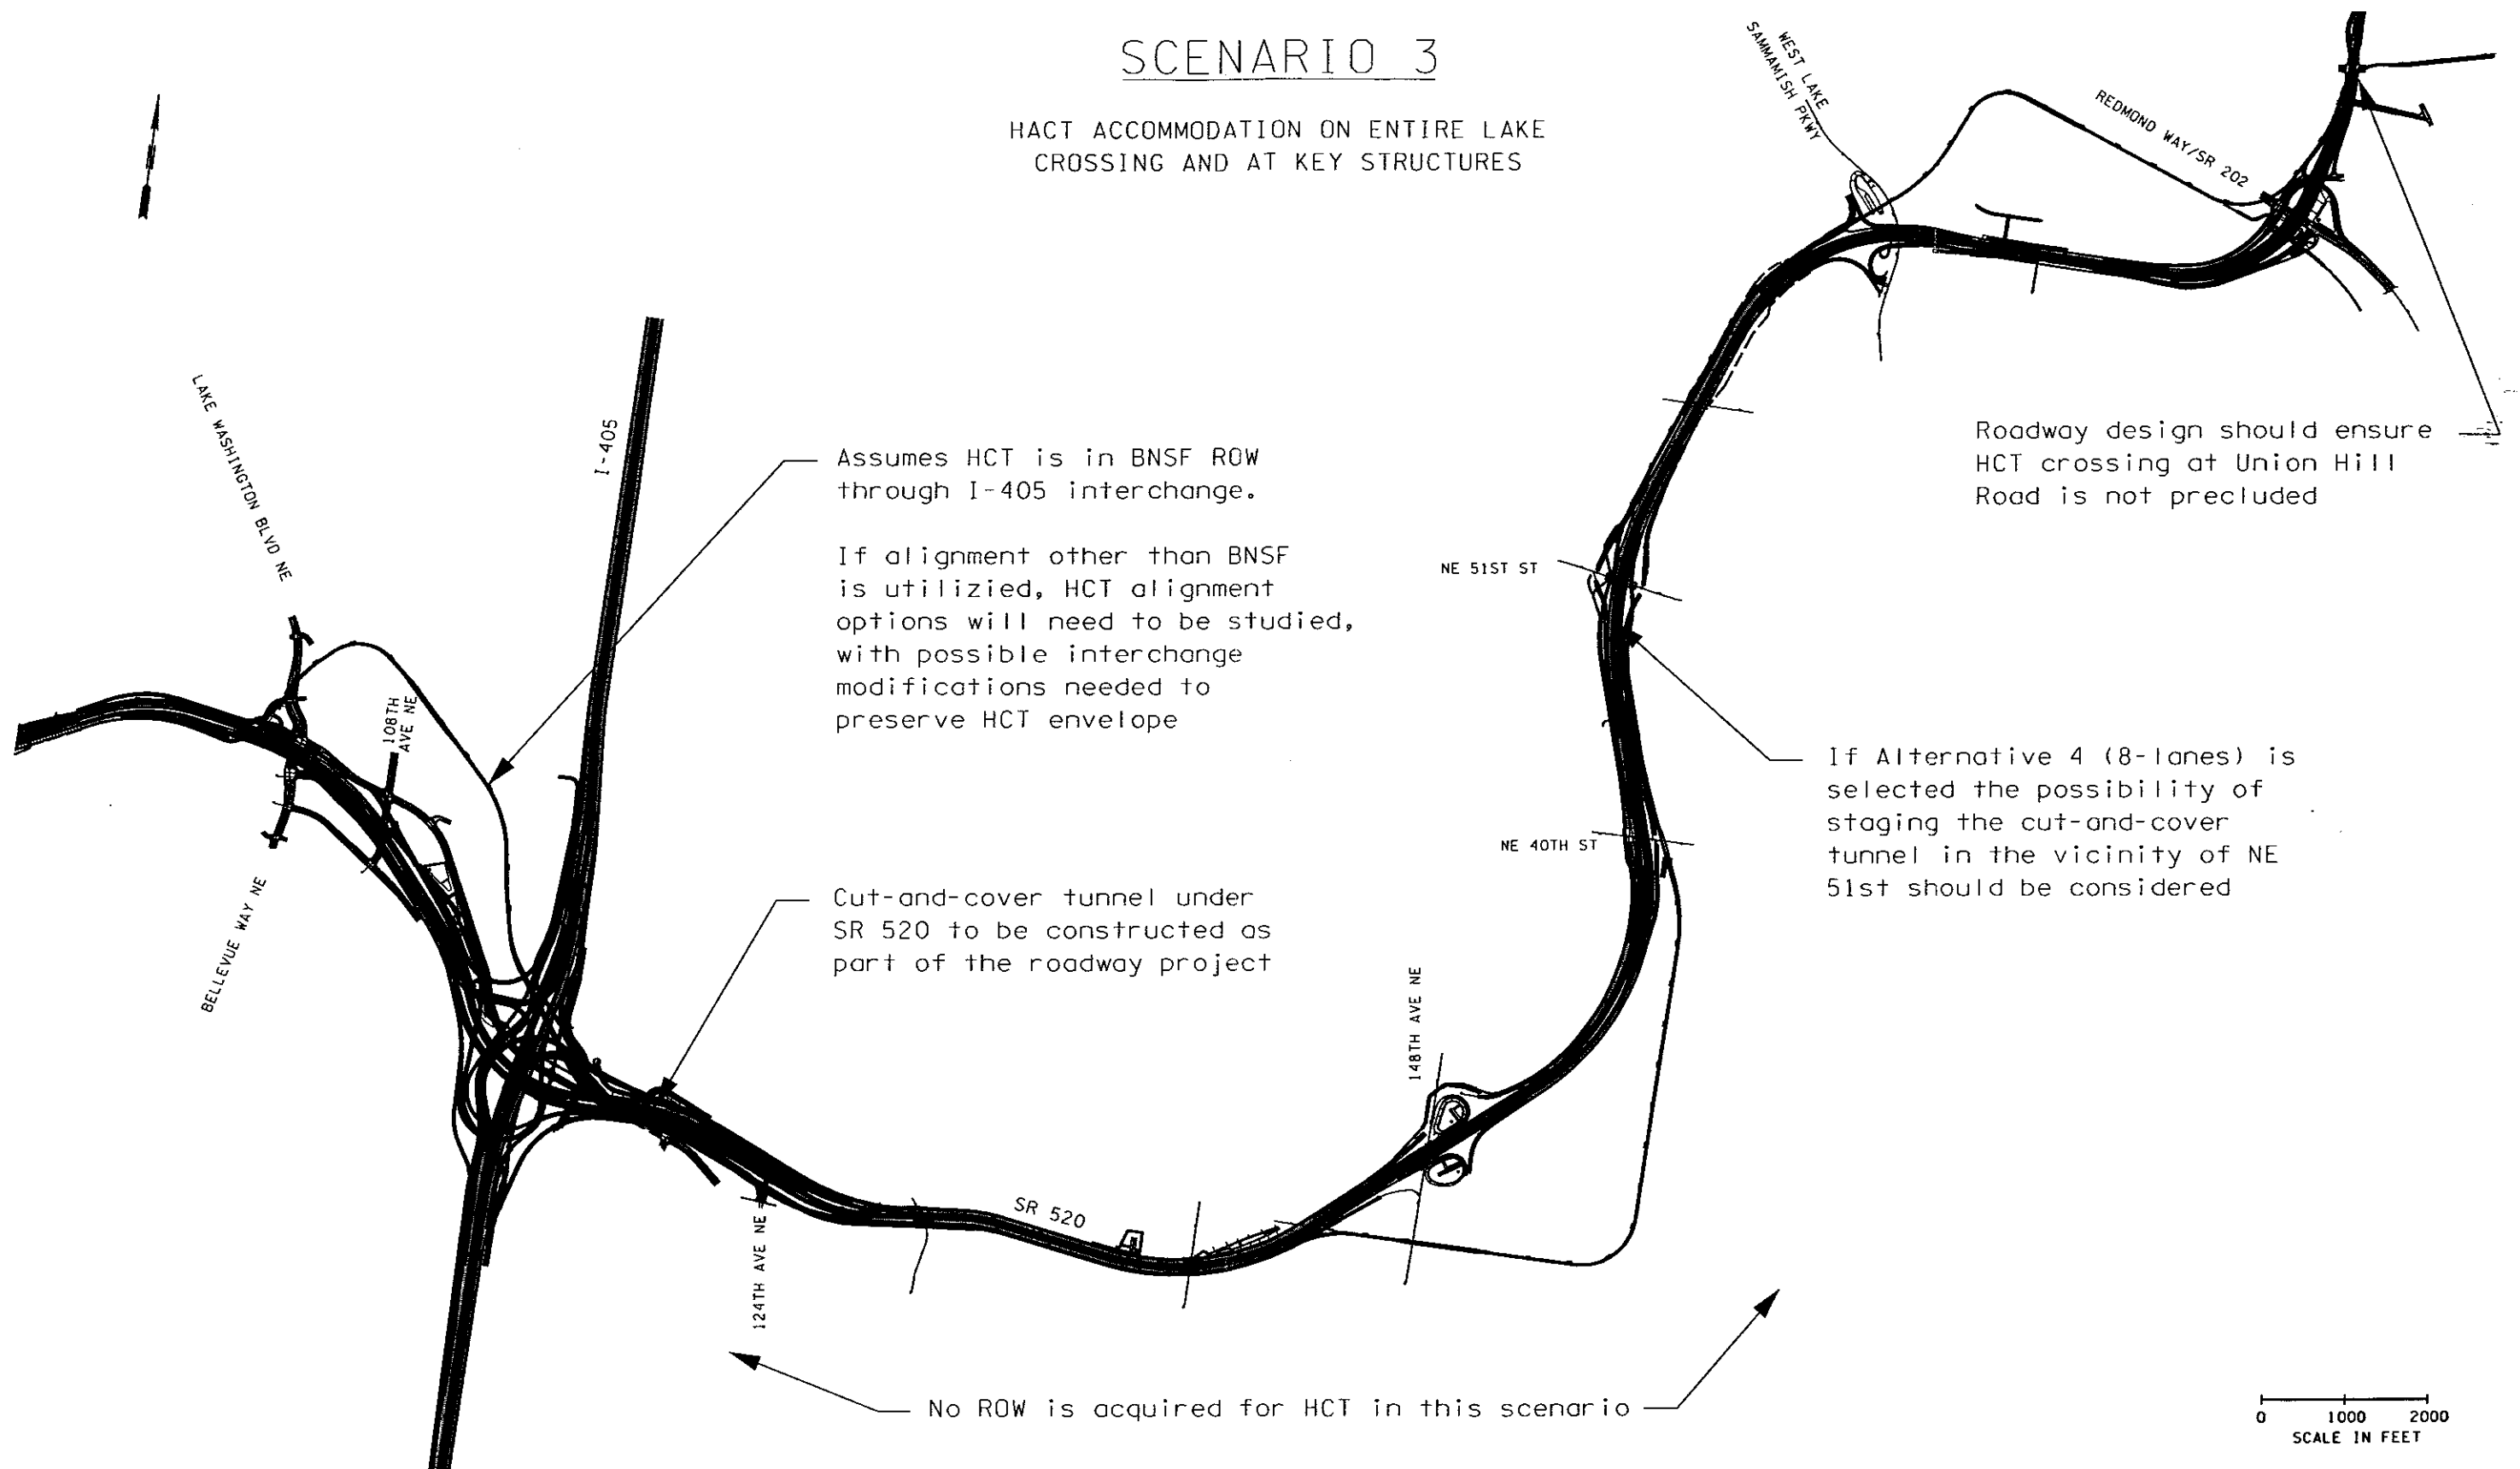 SCENARIO 3
HACT ACCOMMODATION ON ENTIRE LAKE
CROSSING AND AT KEY STRUCTURES
WEST LAKE
SAMMAMISH PKWY
REDMOND WAY/SR 202
LAKE WASHINGTON BLVD NE
I-405
Assumes HCT is in BNSF ROW
through I-405 interchange.
If alignment other than BNSF
is utilizied, HCT alignment
options will need to be studied,
with possible interchange
modifications needed to
preserve HCT envelope
Roadway design should ensure
HCT crossing at Union Hill
Road is not precluded
NE 51ST ST
108TH
AVE NE
If Alternative 4 (8-lanes) is
selected the possibility of
staging the cut-and-cover
tunnel in the vicinity of NE
51st should be considered
NE 40TH ST
BELLEVUE WAY NE
Cut-and-cover tunnel under
SR 520 to be constructed as
part of the roadway project
148TH AVE NE
SR 520
124TH AVE NE
No ROW is acquired for HCT in this scenario
0 1000 2000
SCALE IN FEET